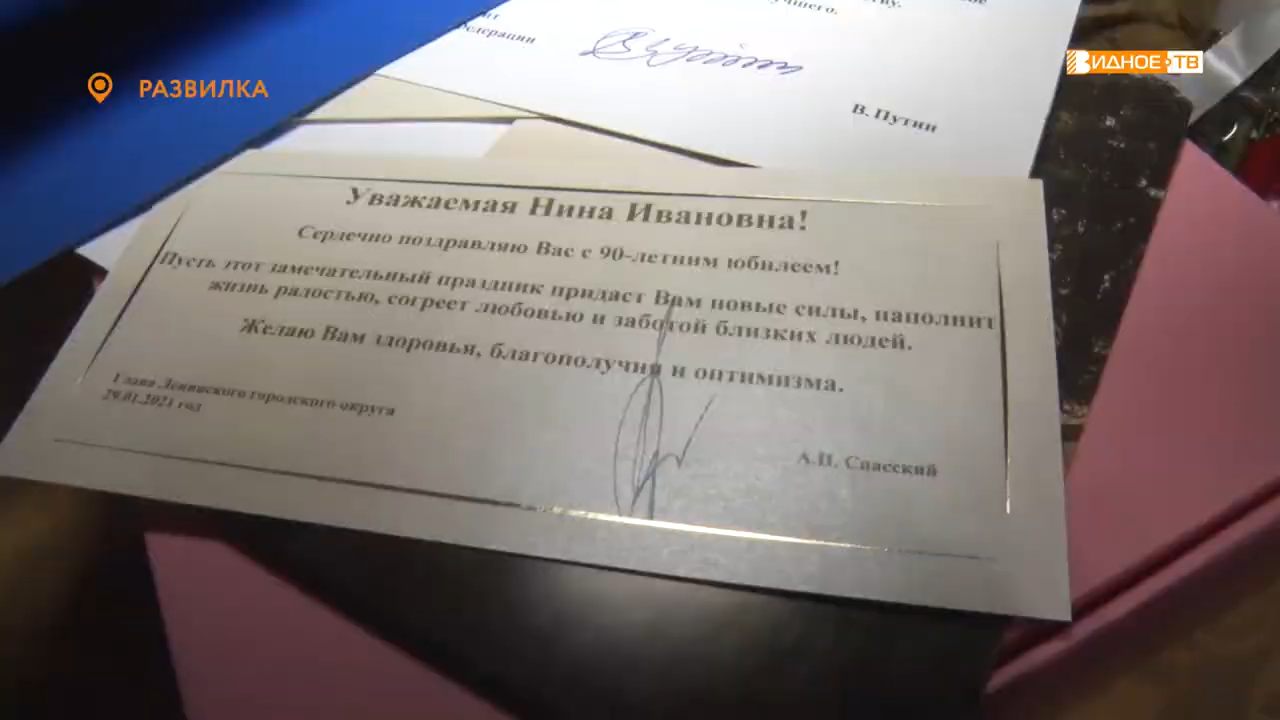 РАЗВИЛКА
ВИДНОЕ ТВ
учшего.
едерации
В. Путин
Уважаемая Нина Ивановна!
Сердечно поздравляю Вас с 90-летним юбилеем!
Пусть этот замечательный праздник придаст Вам новые силы, наполнит
жизнь радостью, согреет любовью и заботой близких людей.
Желаю Вам здоровья, благополучия и оптимизма.
Глава Ленинского городского округа
29.01.2021 год
А.П. Спасский